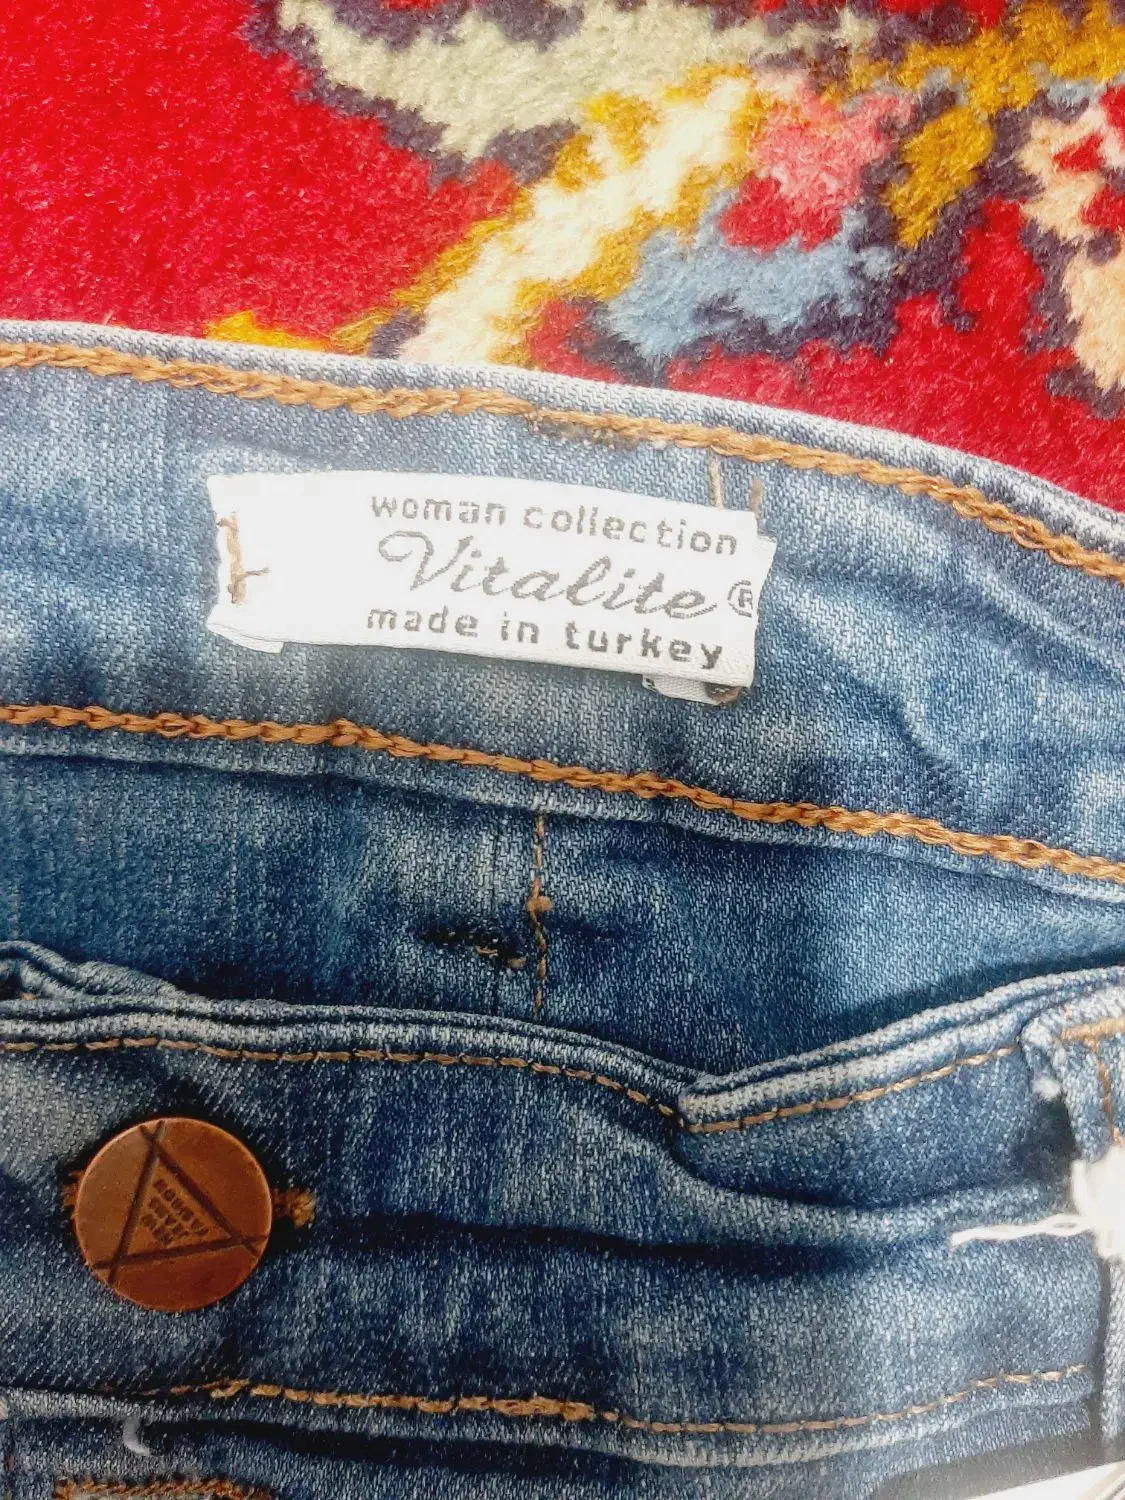 woman collection
Vitalite ®
made in turkey